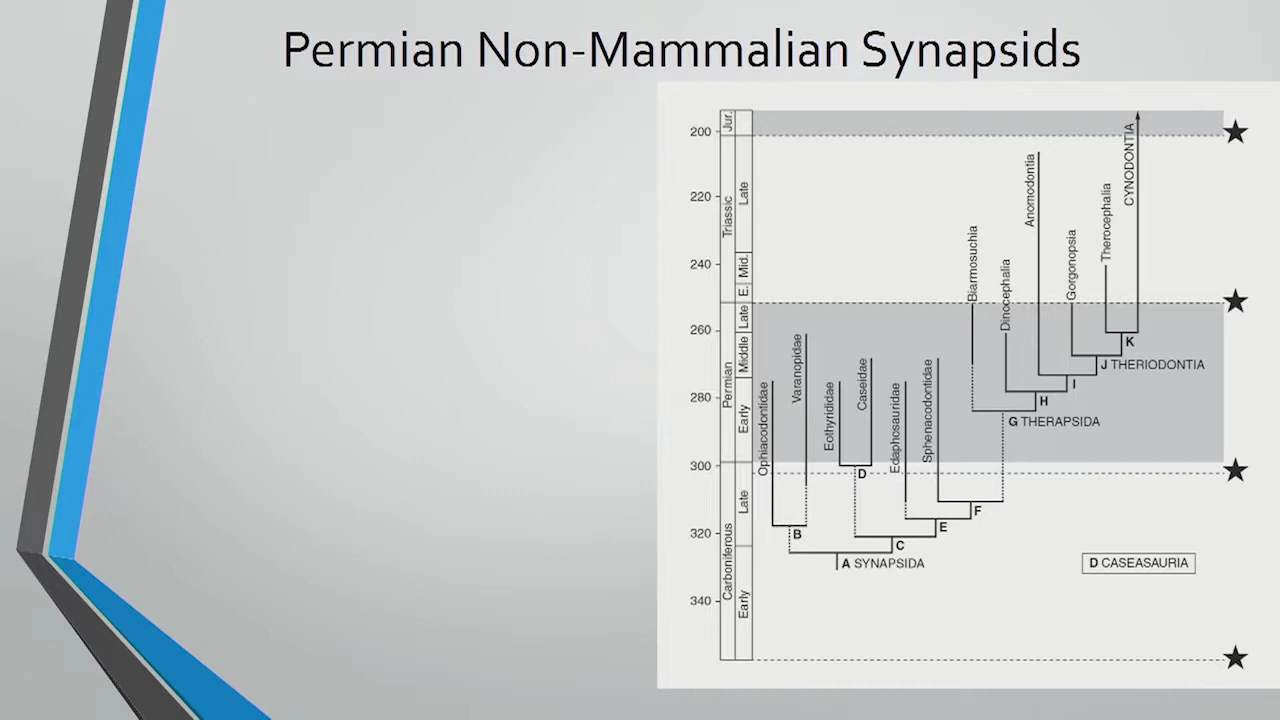 Permian Non-Mammalian Synapsids
200
220
240
260
280
300
320
340
Jur.
Triassic
Late
Mid.
E.
Permian
Late
Middle
Early
Carboniferous
Late
Early
Ophiacodontidae
Varanopidae
Eothyrididae
Caseidae
Edaphosauridae
Sphenacodontidae
Biarmosuchia
Dinocephalia
Anomodontia
Gorgonopsia
Therocephalia
CYNODONTIA
K
J THERIODONTIA
I
H
G THERAPSIDA
D
F
E
B
C
A SYNAPSIDA
D CASEASAURIA